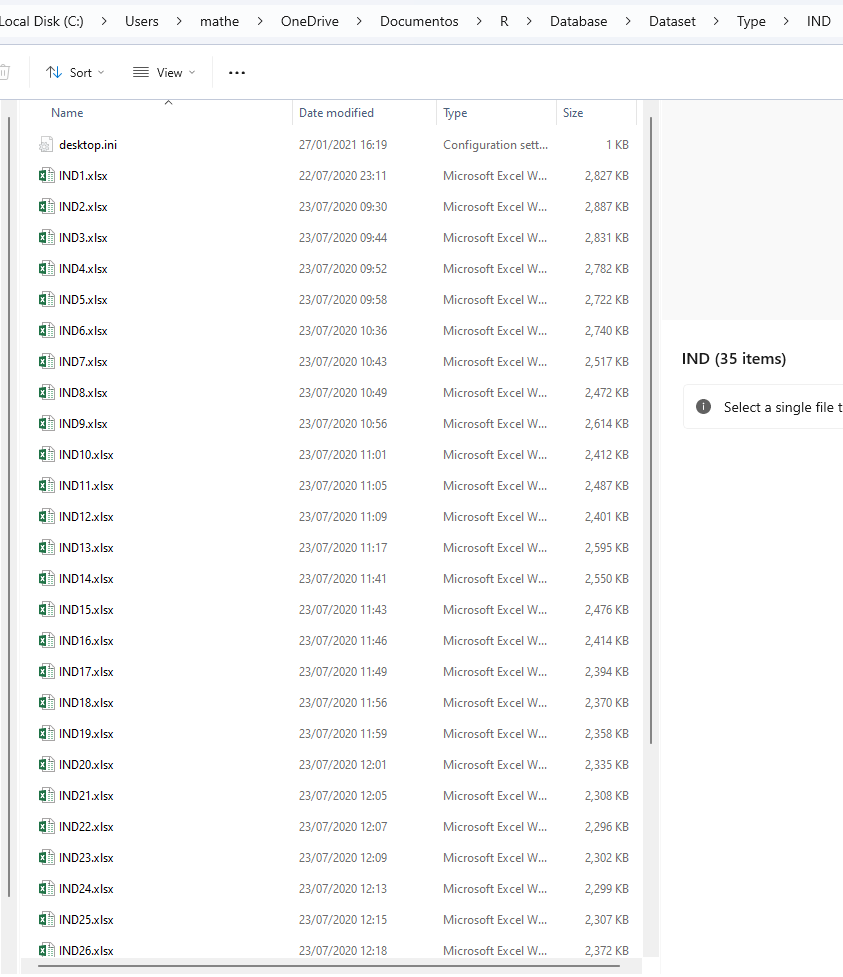 Local Disk (C:) > Users > mathe > OneDrive > Documentos > R > Database > Dataset > Type > IND
Sort View ...
Name Date modified Type Size
desktop.ini 27/01/2021 16:19 Configuration sett... 1 KB
IND1.xlsx 22/07/2020 23:11 Microsoft Excel W... 2,827 KB
IND2.xlsx 23/07/2020 09:30 Microsoft Excel W... 2,887 KB
IND3.xlsx 23/07/2020 09:44 Microsoft Excel W... 2,831 KB
IND4.xlsx 23/07/2020 09:52 Microsoft Excel W... 2,782 KB
IND5.xlsx 23/07/2020 09:58 Microsoft Excel W... 2,722 KB
IND6.xlsx 23/07/2020 10:36 Microsoft Excel W... 2,740 KB
IND (35 items)
IND7.xlsx 23/07/2020 10:43 Microsoft Excel W... 2,517 KB
IND8.xlsx 23/07/2020 10:49 Microsoft Excel W... 2,472 KB
Select a single file t
IND9.xlsx 23/07/2020 10:56 Microsoft Excel W... 2,614 KB
IND10.xlsx 23/07/2020 11:01 Microsoft Excel W... 2,412 KB
IND11.xlsx 23/07/2020 11:05 Microsoft Excel W... 2,487 KB
IND12.xlsx 23/07/2020 11:09 Microsoft Excel W... 2,401 KB
IND13.xlsx 23/07/2020 11:17 Microsoft Excel W... 2,595 KB
IND14.xlsx 23/07/2020 11:41 Microsoft Excel W... 2,550 KB
IND15.xlsx 23/07/2020 11:43 Microsoft Excel W... 2,476 KB
IND16.xlsx 23/07/2020 11:46 Microsoft Excel W... 2,414 KB
IND17.xlsx 23/07/2020 11:49 Microsoft Excel W... 2,394 KB
IND18.xlsx 23/07/2020 11:56 Microsoft Excel W... 2,370 KB
IND19.xlsx 23/07/2020 11:59 Microsoft Excel W... 2,358 KB
IND20.xlsx 23/07/2020 12:01 Microsoft Excel W... 2,335 KB
IND21.xlsx 23/07/2020 12:05 Microsoft Excel W... 2,308 KB
IND22.xlsx 23/07/2020 12:07 Microsoft Excel W... 2,296 KB
IND23.xlsx 23/07/2020 12:09 Microsoft Excel W... 2,302 KB
IND24.xlsx 23/07/2020 12:13 Microsoft Excel W... 2,299 KB
IND25.xlsx 23/07/2020 12:15 Microsoft Excel W... 2,307 KB
IND26.xlsx 23/07/2020 12:18 Microsoft Excel W... 2,372 KB